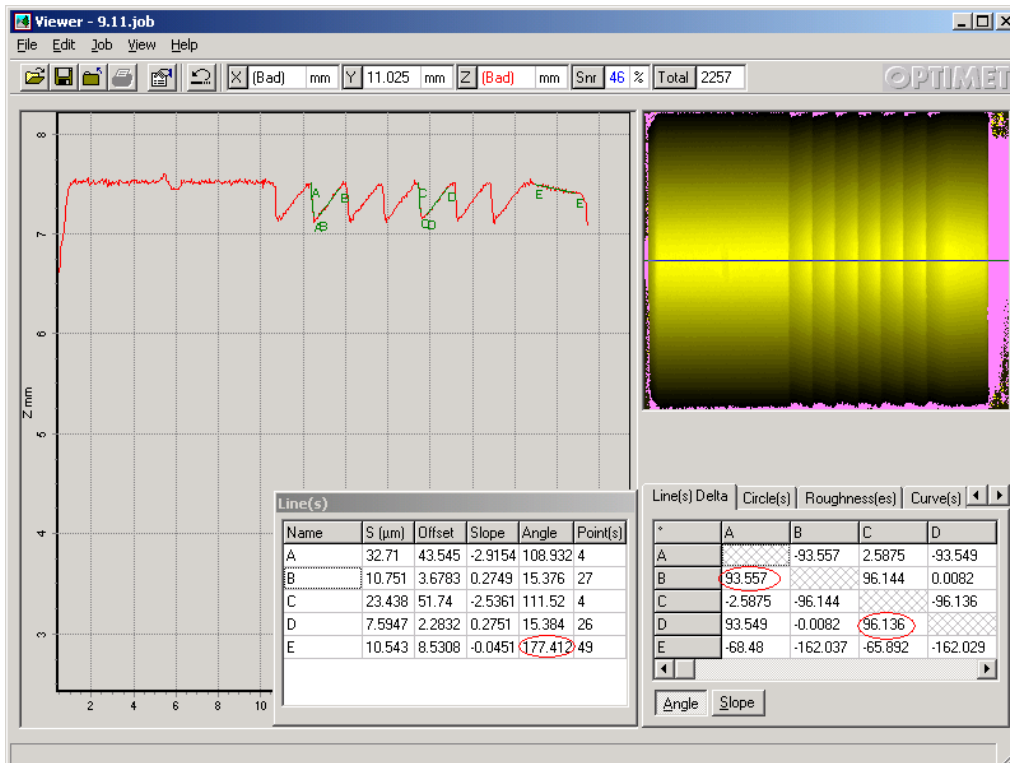 Viewer - 9.11.job
File Edit Job View Help
X (Bad) mm Y 11.025 mm Z (Bad) mm Snr 46 % Total 2257
OPTIMET
8
7
6
5
4
3
Z mm
2 4 6 8 10
A B C D E
AB CD E
Line(s)
Name S (µm) Offset Slope Angle Point(s)
A 32.71 43.545 -2.9154 108.932 4
B 10.751 3.6783 0.2749 15.376 27
C 23.438 51.74 -2.5361 111.52 4
D 7.5947 2.2832 0.2751 15.384 26
E 10.543 8.5308 -0.0451 177.412 49
Line(s) Delta Circle(s) Roughness(es) Curve(s)
* A B C D
A -93.557 2.5875 -93.549
B 93.557 96.144 0.0082
C -2.5875 -96.144 -96.136
D 93.549 -0.0082 96.136
E -68.48 -162.037 -65.892 -162.029
Angle Slope